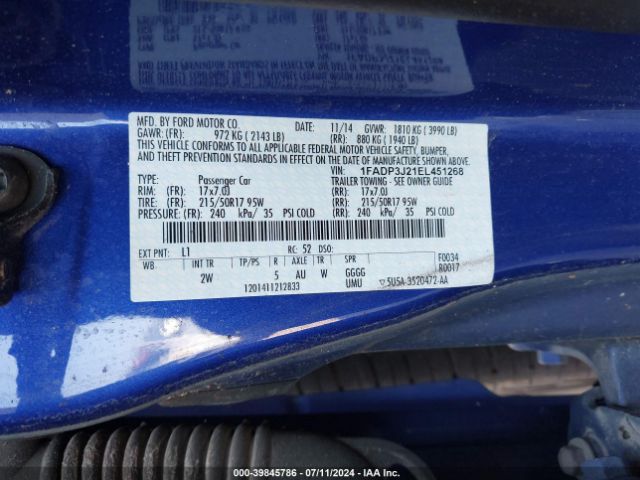 MFD. BY FORD MOTOR CO.
DATE: 11/14 GVWR: 1810 KG ( 3990 LB)
GAWR: (FR): 972 KG ( 2143 LB) (RR): 880 KG ( 1940 LB)
THIS VEHICLE CONFORMS TO ALL APPLICABLE FEDERAL MOTOR VEHICLE SAFETY, BUMPER,
AND THEFT PREVENTION STANDARDS IN EFFECT ON THE DATE OF MANUFACTURE SHOWN ABOVE.
VIN: 1FADP3J21EL451268
TYPE: Passenger Car TRAILER TOWING - SEE OWNER GUIDE
RIM: (FR): 17x7.0J (RR): 17x7.0J
TIRE: (FR): 215/50R17 95W (RR): 215/50R17 95W
PRESSURE: (FR): 240 kPa/ 35 PSI COLD (RR): 240 kPa/ 35 PSI COLD
EXT PNT: L1 RC: 52 DSO: F0034
WB INT TR TP/PS R AXLE TR SPR R0017
2W 5 AU W GGGG
1201411212833 UMU ▽5U5A-3520472-AA
000-39845786 - 07/11/2024 - IAA Inc.